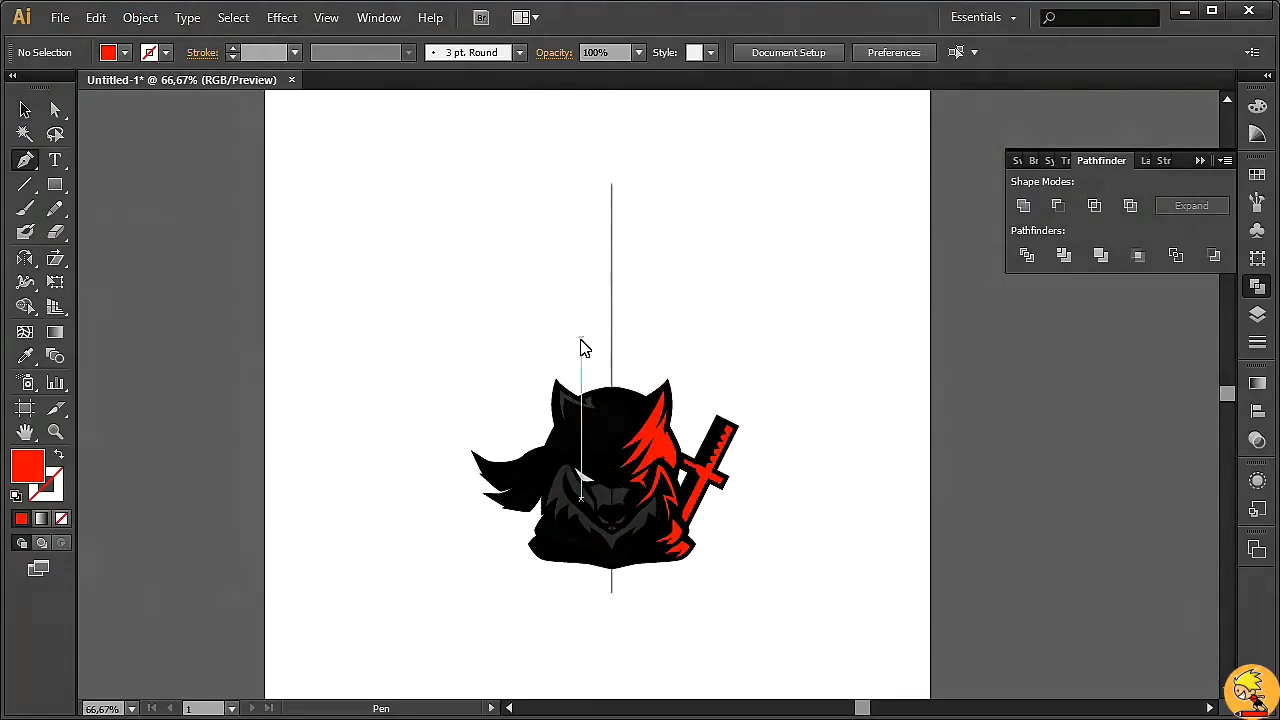 Ai File Edit Object Type Select Effect View Window Help Br Essentials
No Selection Stroke: 3 pt. Round Opacity: 100% Style: Document Setup Preferences
Untitled-1* @ 66,67% (RGB/Preview)
Br Pathfinder La Str
Shape Modes:
Expand
Pathfinders:
66,67% 1 Pen